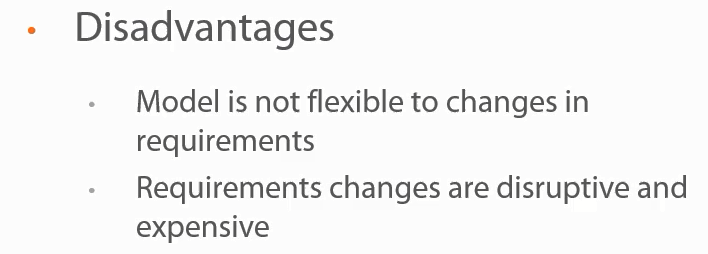 • Disadvantages
• Model is not flexible to changes in
requirements
• Requirements changes are disruptive and
expensive